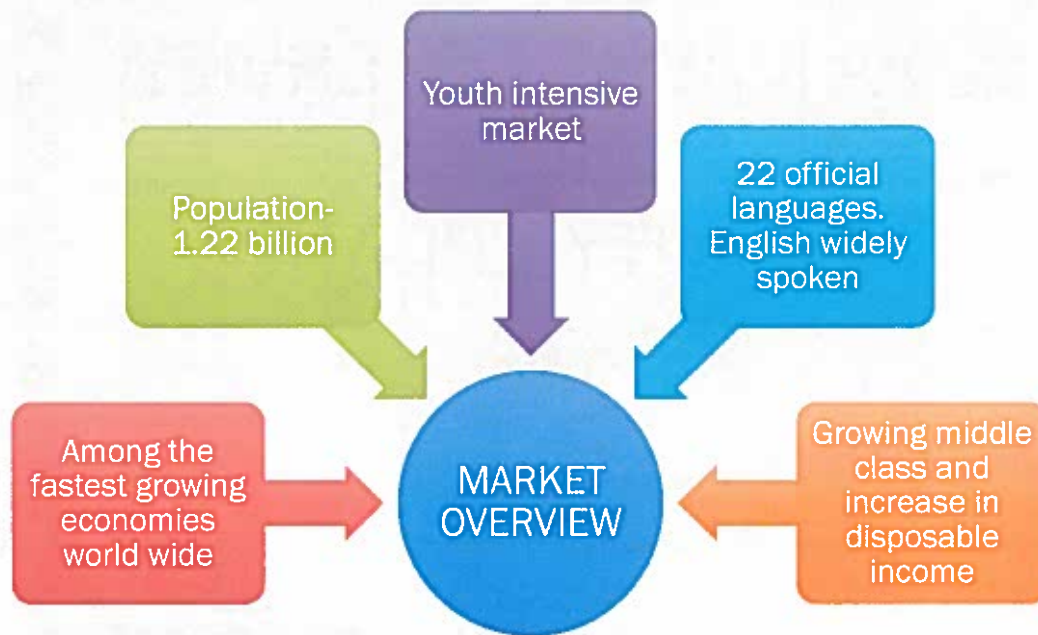 Youth intensive
market
Population-
1.22 billion
22 official
languages.
English widely
spoken
Among the
fastest growing
economies
world wide
MARKET
OVERVIEW
Growing middle
class and
increase in
disposable
income